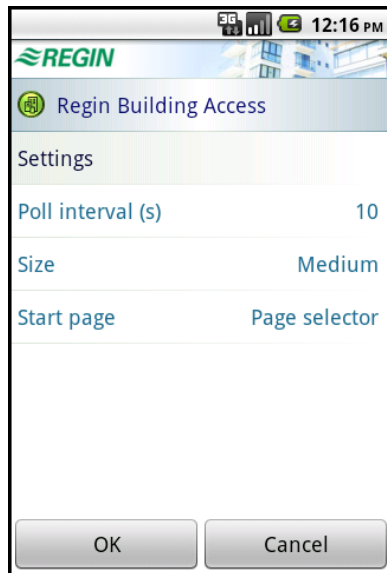 3G 12:16 PM
REGIN
Regin Building Access
Settings
Poll interval (s) 10
Size Medium
Start page Page selector
OK Cancel